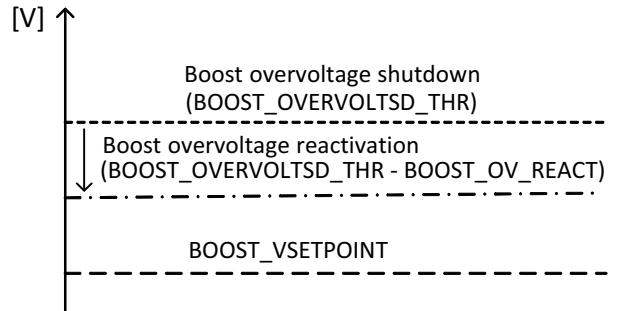 [V]
Boost overvoltage shutdown
(BOOST_OVERVOLTSD_THR)
Boost overvoltage reactivation
(BOOST_OVERVOLTSD_THR - BOOST_OV_REACT)
BOOST_VSETPOINT